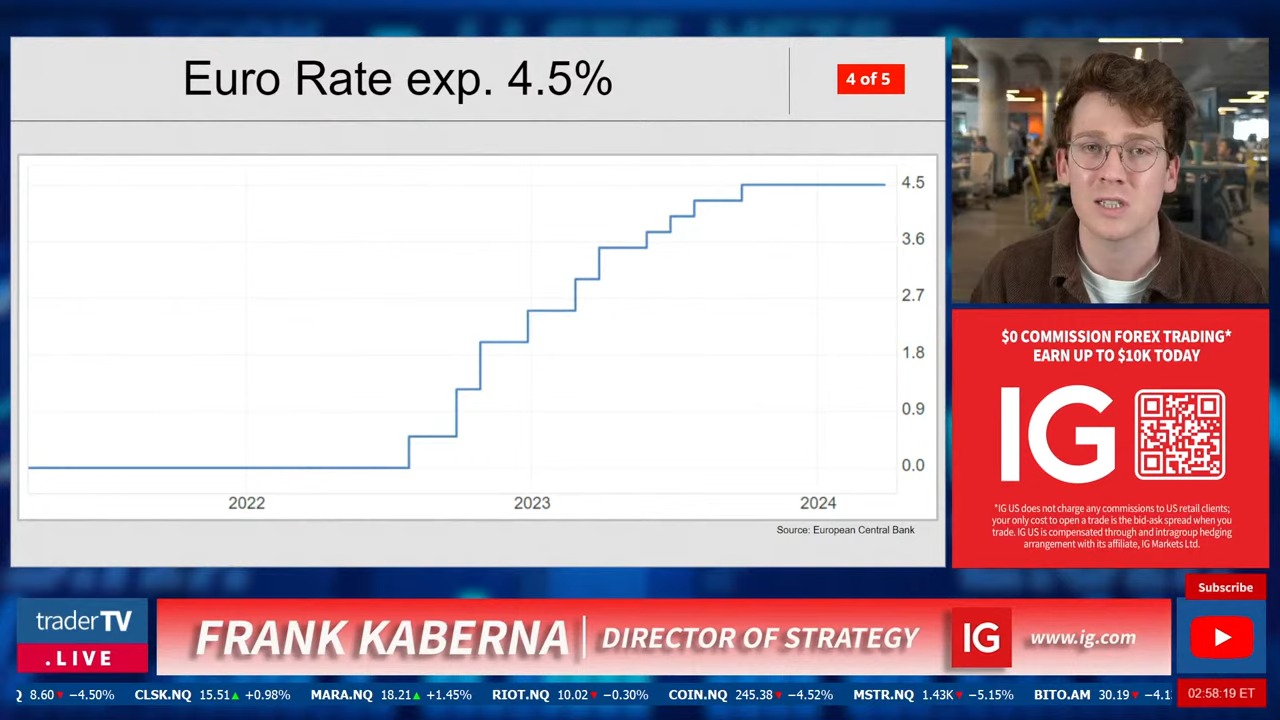 Euro Rate exp. 4.5%
4 of 5
4.5
3.6
2.7
1.8
0.9
0.0
2022
2023
2024
Source: European Central Bank
$0 COMMISSION FOREX TRADING*
EARN UP TO $10K TODAY
IG
*IG US does not charge any commissions to US retail clients;
your only cost to open a trade is the bid-ask spread when you
trade. IG US is compensated through and intragroup hedging
arrangement with its affiliate, IG Markets Ltd.
Subscribe
traderTV
.LIVE
FRANK KABERNA
DIRECTOR OF STRATEGY
IG
www.ig.com
Q 8.60 −4.50% CLSK.NQ 15.51 +0.98% MARA.NQ 18.21 +1.45% RIOT.NQ 10.02 −0.30% COIN.NQ 245.38 −4.52% MSTR.NQ 1.43K −5.15% BITO.AM 30.19 −4.1
02:58:19 ET